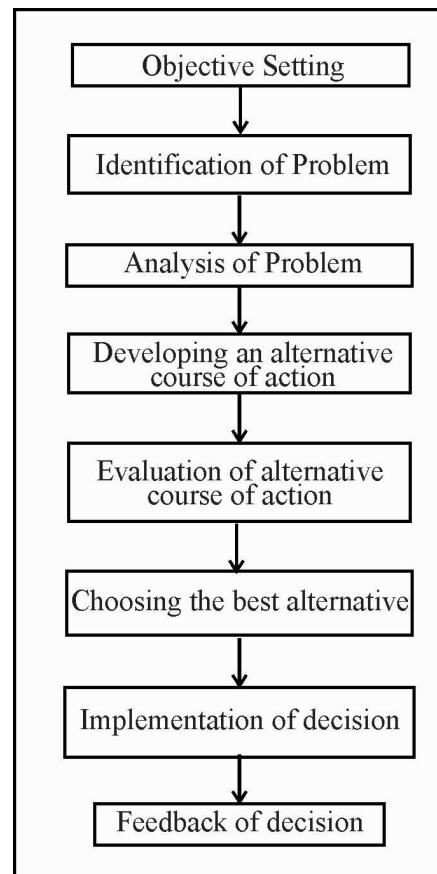 Objective Setting
Identification of Problem
Analysis of Problem
Developing an alternative
course of action
Evaluation of alternative
course of action
Choosing the best alternative
Implementation of decision
Feedback of decision